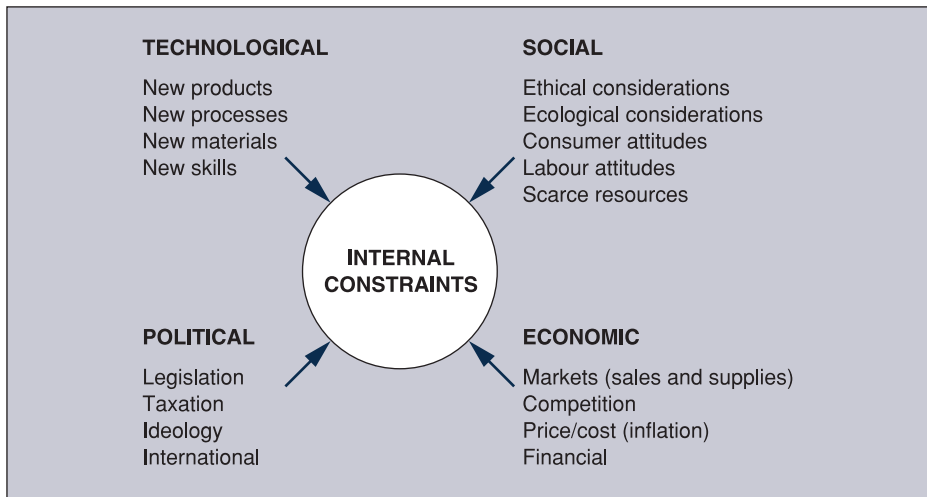 TECHNOLOGICAL
New products
New processes
New materials
New skills
SOCIAL
Ethical considerations
Ecological considerations
Consumer attitudes
Labour attitudes
Scarce resources
INTERNAL
CONSTRAINTS
POLITICAL
Legislation
Taxation
Ideology
International
ECONOMIC
Markets (sales and supplies)
Competition
Price/cost (inflation)
Financial